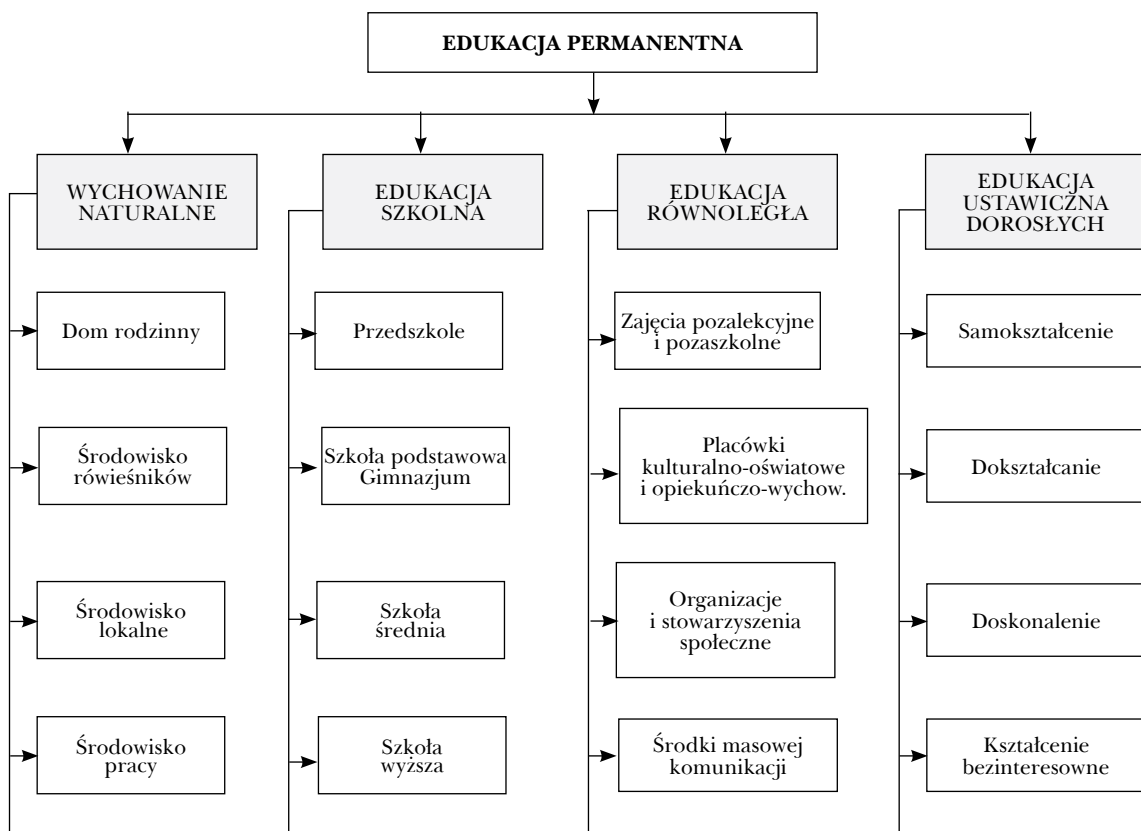 EDUKACJA PERMANENTNA
WYCHOWANIE
NATURALNE
EDUKACJA
SZKOLNA
EDUKACJA
RÓWNOLEGŁA
EDUKACJA
USTAWICZNA
DOROSŁYCH
Dom rodzinny
Przedszkole
Zajęcia pozalekcyjne
i pozaszkolne
Samokształcenie
Środowisko
rówieśników
Szkoła podstawowa
Gimnazjum
Placówki
kulturalno-oświatowe
i opiekuńczo-wychow.
Dokształcanie
Środowisko
lokalne
Szkoła
średnia
Organizacje
i stowarzyszenia
społeczne
Doskonalenie
Środowisko
pracy
Szkoła
wyższa
Środki masowej
komunikacji
Kształcenie
bezinteresowne